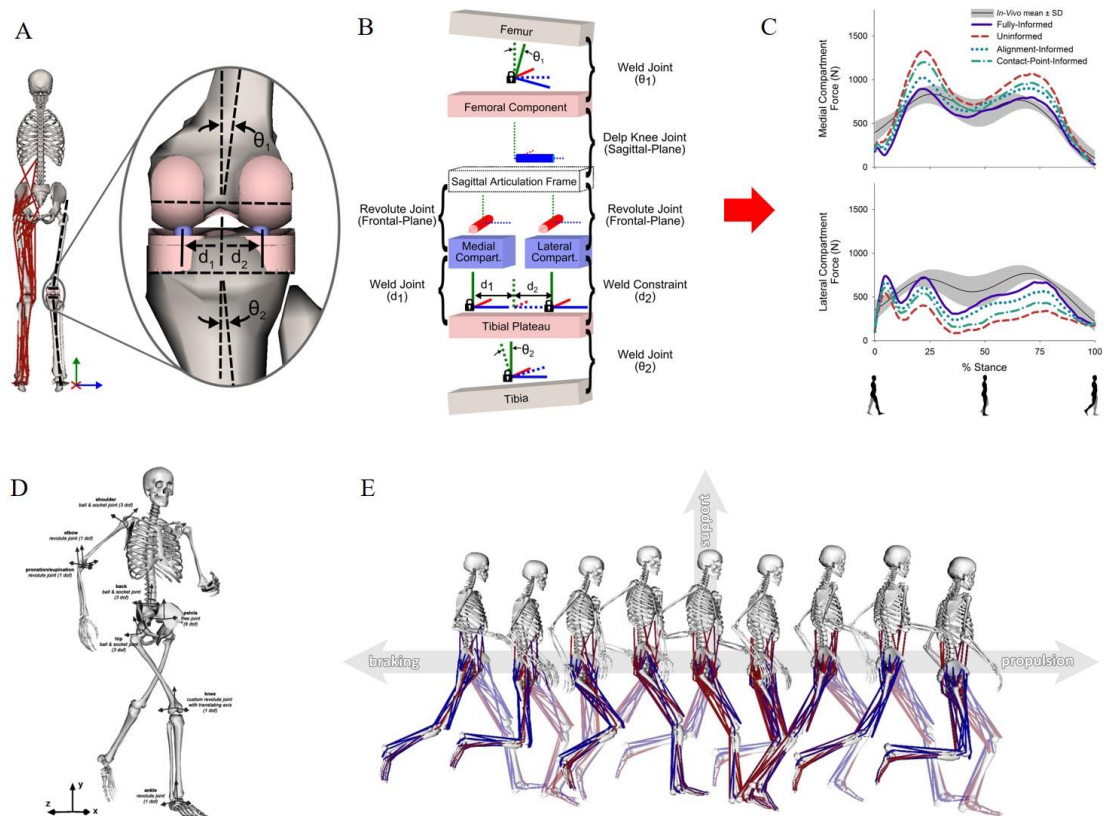 A
θ₁
d₁
d₂
θ₂
B
Femur
θ₁
Weld Joint
(θ₁)
Femoral Component
Delp Knee Joint
(Sagittal-Plane)
Sagittal Articulation Frame
Revolute Joint
(Frontal-Plane)
Revolute Joint
(Frontal-Plane)
Medial
Compart.
Lateral
Compart.
Weld Joint
(d₁)
d₁
d₂
Weld Constraint
(d₂)
Tibial Plateau
θ₂
Weld Joint
(θ₂)
Tibia
C
In-Vivo mean ± SD
Fully-Informed
Uninformed
Alignment-Informed
Contact-Point-Informed
Medial Compartment
Force (N)
1500
1000
500
0
Lateral Compartment
Force (N)
1500
1000
500
0
0
25
50
75
100
% Stance
D
shoulder
ball & socket joint (3 dof)
elbow
revolute joint (1 dof)
pronation/supination
revolute joint
(1 dof)
back
ball & socket joint
(3 dof)
pelvis
free joint
(6 dof)
hip
ball & socket joint
(3 dof)
knee
custom revolute joint
with translating axis
(1 dof)
ankle
revolute joint
(1 dof)
y
z
x
E
support
braking
propulsion